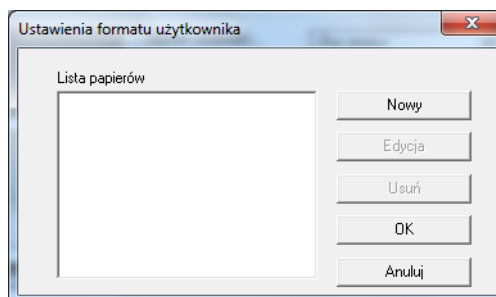 Ustawienia formatu użytkownika
Lista papierów
Nowy
Edycja
Usuń
OK
Anuluj